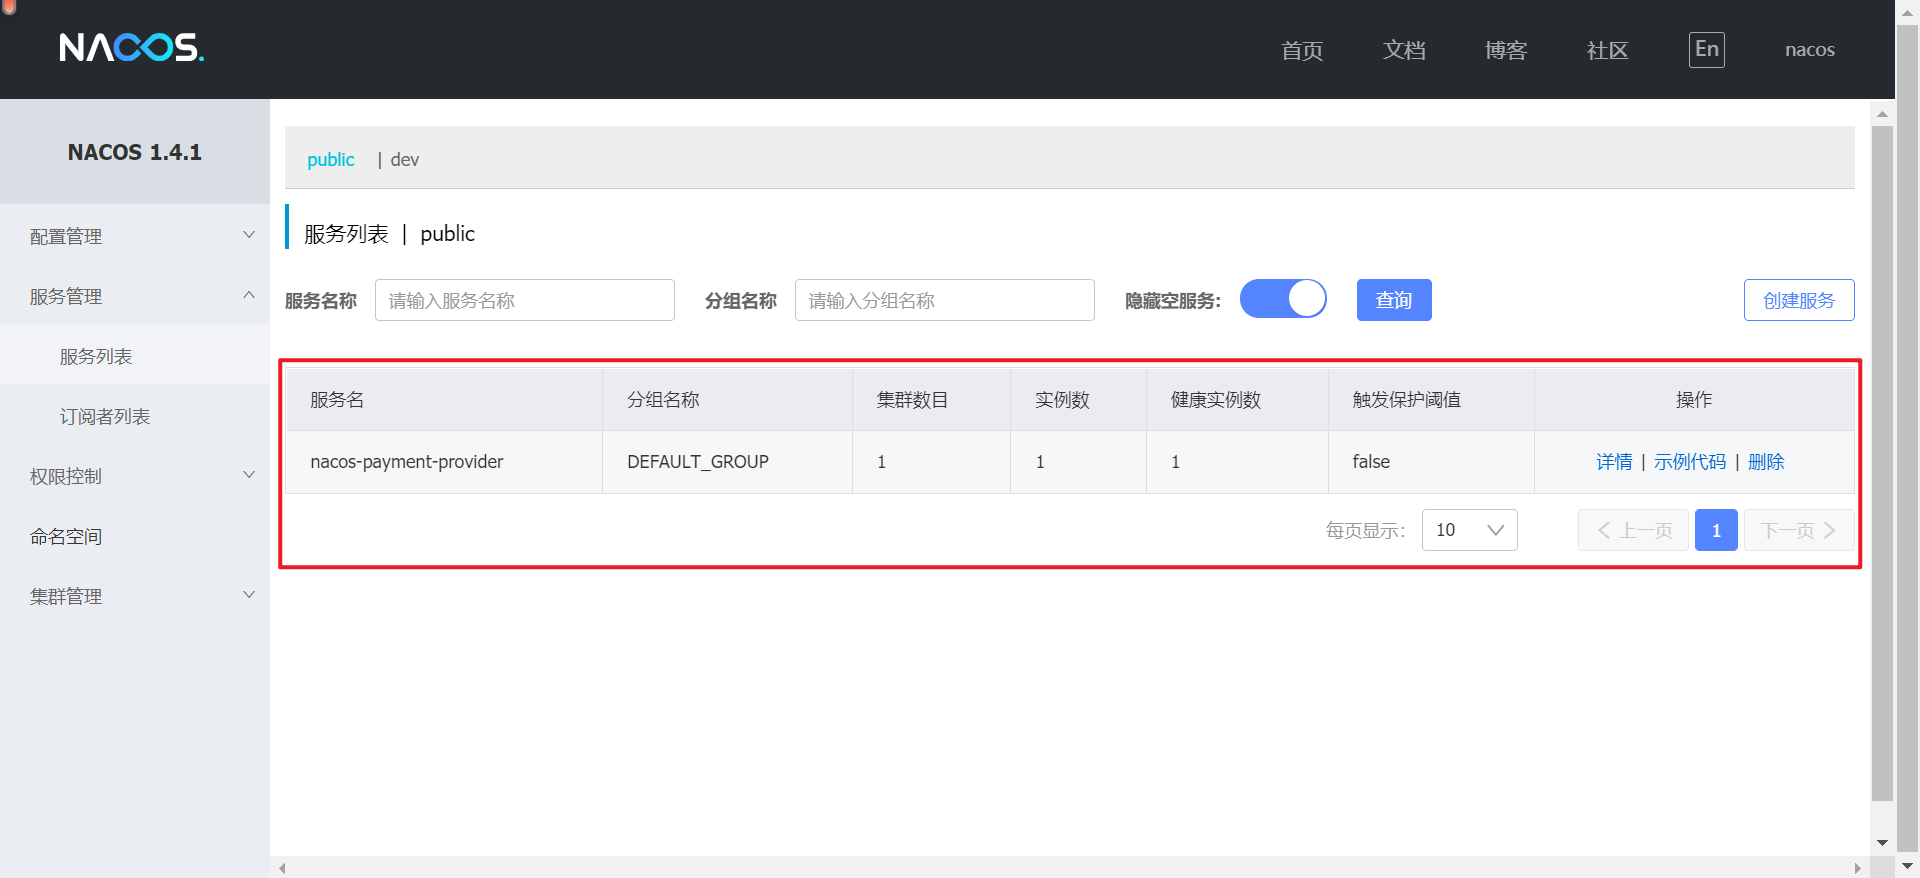 NACOS.
首页 文档 博客 社区 En nacos
NACOS 1.4.1
配置管理
服务管理
服务列表
订阅者列表
权限控制
命名空间
集群管理
public | dev
服务列表 | public
服务名称 请输入服务名称 分组名称 请输入分组名称 隐藏空服务: 查询 创建服务
服务名 分组名称 集群数目 实例数 健康实例数 触发保护阈值 操作
nacos-payment-provider DEFAULT_GROUP 1 1 1 false 详情 | 示例代码 | 删除
每页显示: 10 上一页 1 下一页